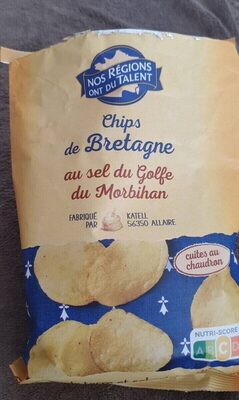 NOS RÉGIONS
ONT DU TALENT
Chips
de Bretagne
au sel du Golfe
du Morbihan
FABRIQUÉ KATELL
PAR 56350 ALLAIRE
cuites au
chaudron
NUTRI-SCORE
A B C D